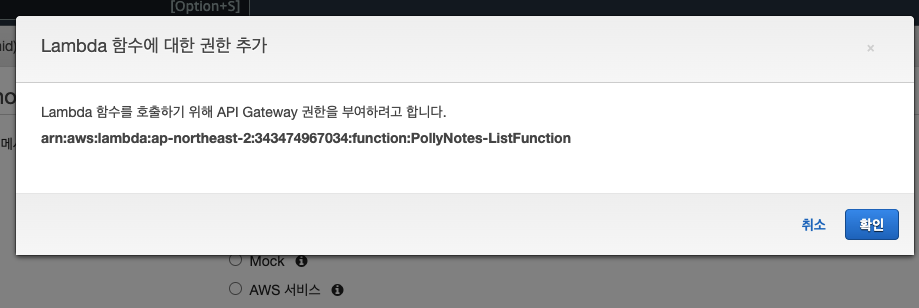 [Option+S]
Lambda 함수에 대한 권한 추가
×
Lambda 함수를 호출하기 위해 API Gateway 권한을 부여하려고 합니다.
arn:aws:lambda:ap-northeast-2:343474967034:function:PollyNotes-ListFunction
취소
확인
Mock
AWS 서비스